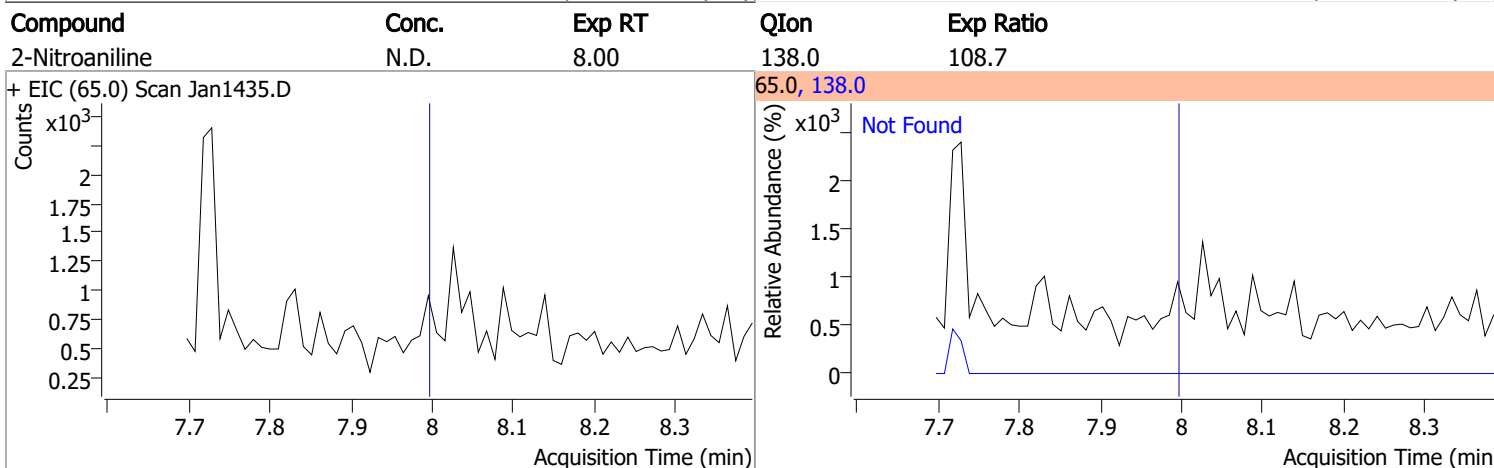 Compound Conc. Exp RT QIon Exp Ratio
2-Nitroaniline N.D. 8.00 138.0 108.7
+ EIC (65.0) Scan Jan1435.D
Counts
x103
2
1.75
1.5
1.25
1
0.75
0.5
0.25
7.7 7.8 7.9 8 8.1 8.2 8.3
Acquisition Time (min)
65.0, 138.0
Relative Abundance (%)
x103
Not Found
2
1.5
1
0.5
0
7.7 7.8 7.9 8 8.1 8.2 8.3
Acquisition Time (min)